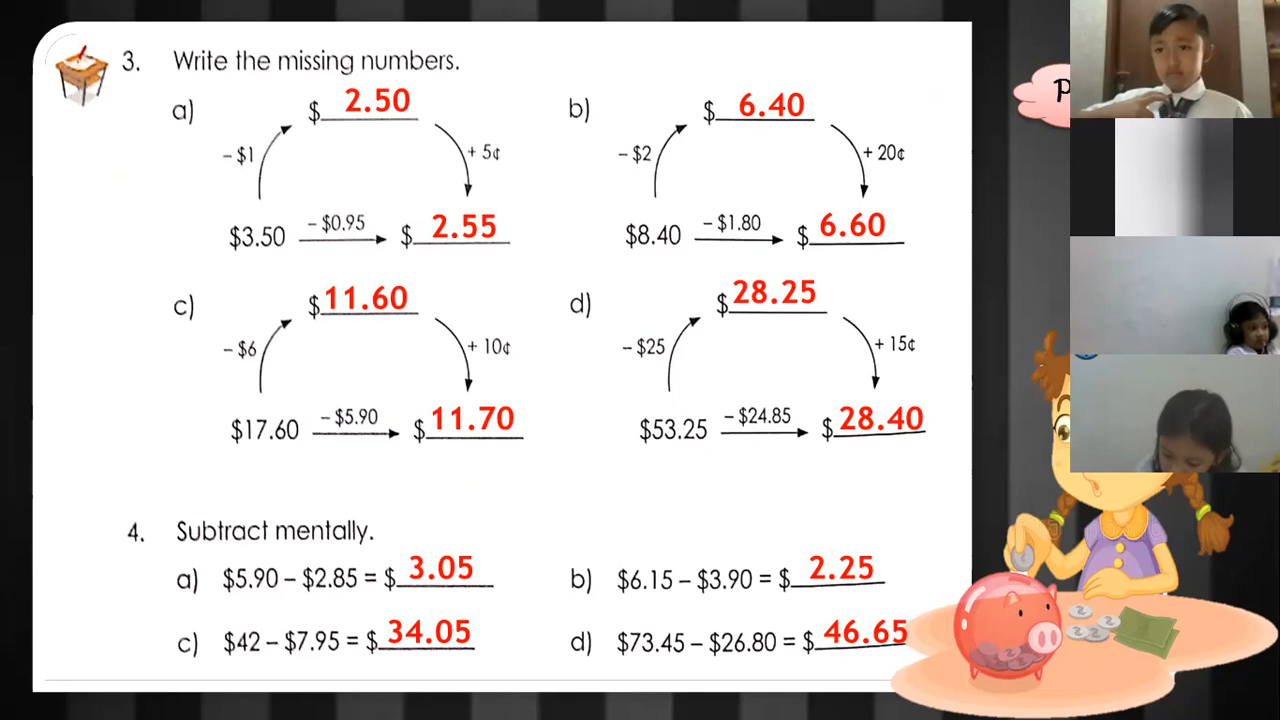 3. Write the missing numbers.
a) $ 2.50
– $1 + 5¢
$3.50 – $0.95 $ 2.55
b) $ 6.40
– $2 + 20¢
$8.40 – $1.80 $ 6.60
c) $ 11.60
– $6 + 10¢
$17.60 – $5.90 $ 11.70
d) $ 28.25
– $25 + 15¢
$53.25 – $24.85 $ 28.40
4. Subtract mentally.
a) $5.90 – $2.85 = $ 3.05
b) $6.15 – $3.90 = $ 2.25
c) $42 – $7.95 = $ 34.05
d) $73.45 – $26.80 = $ 46.65